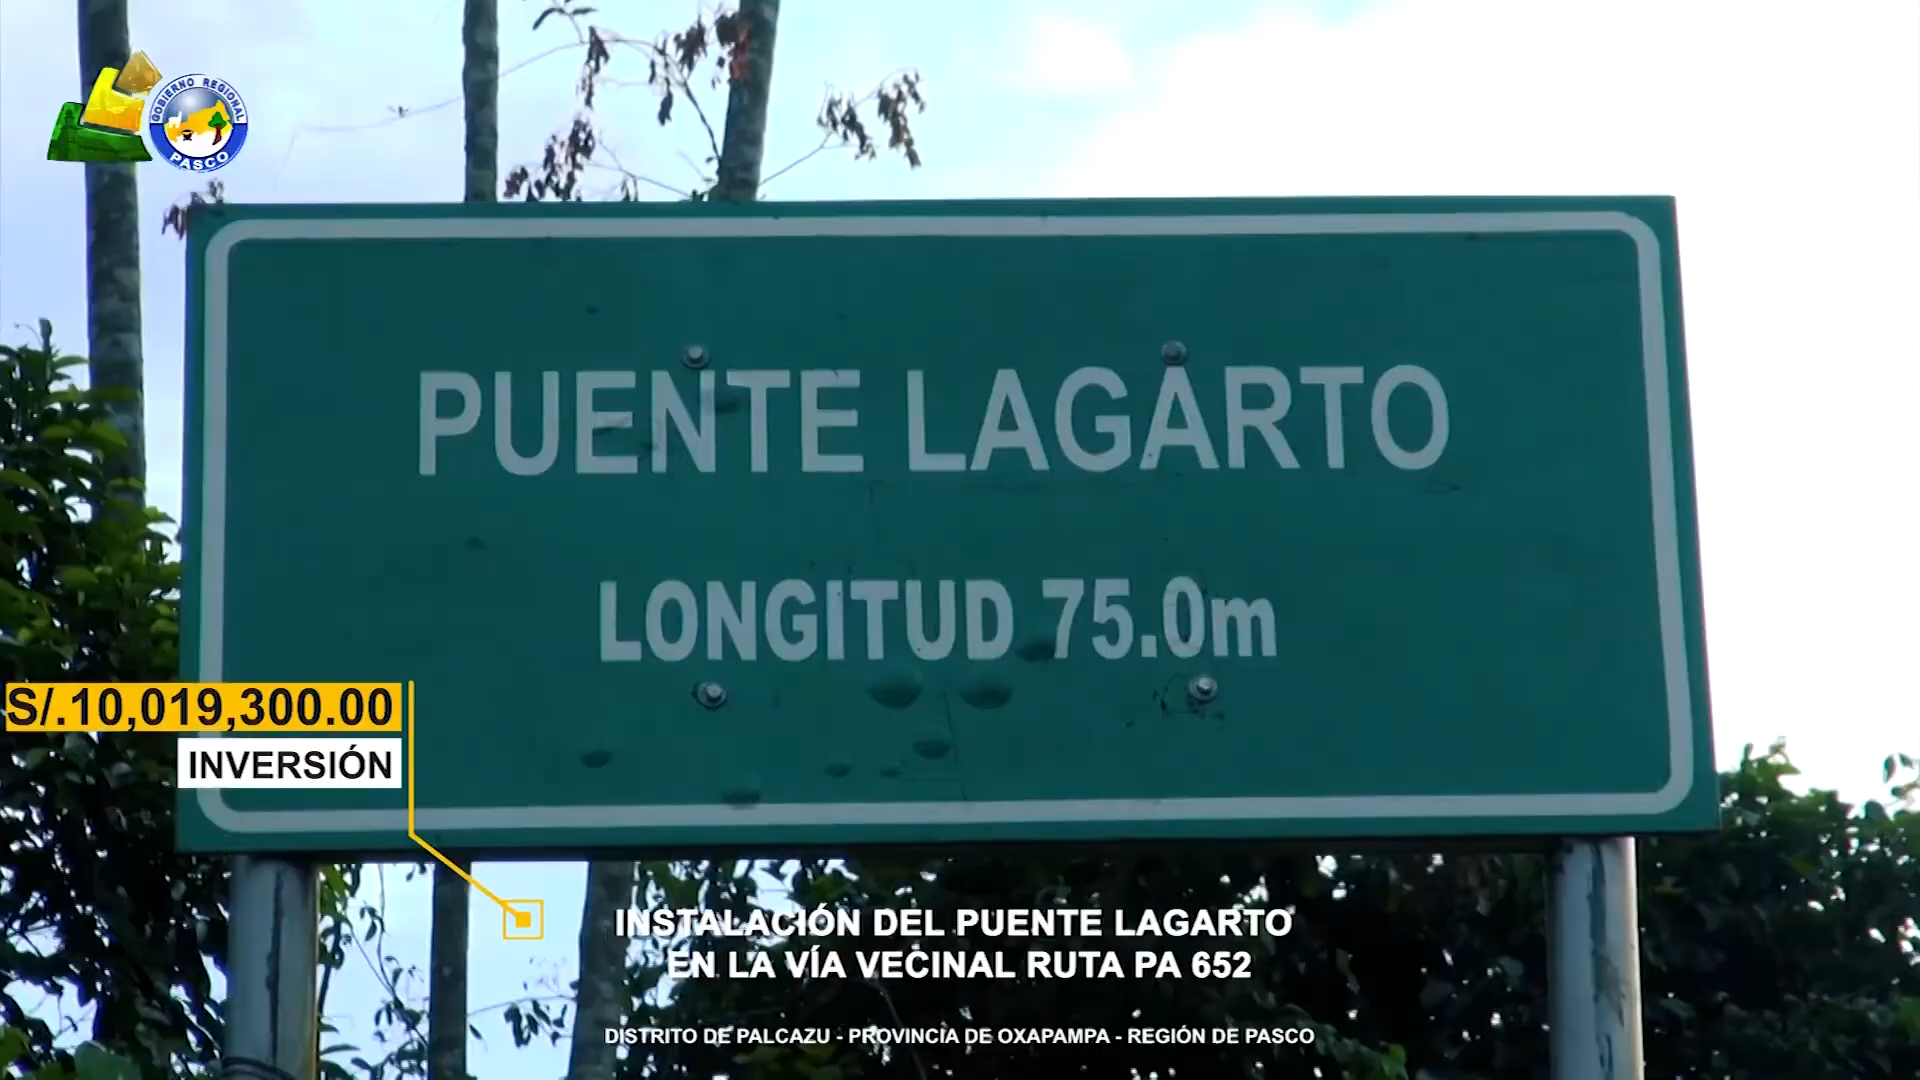 GOBIERNO REGIONAL
PASCO
PUENTE LAGARTO
LONGITUD 75.0m
S/.10,019,300.00
INVERSIÓN
INSTALACIÓN DEL PUENTE LAGARTO
EN LA VÍA VECINAL RUTA PA 652
DISTRITO DE PALCAZU - PROVINCIA DE OXAPAMPA - REGIÓN DE PASCO